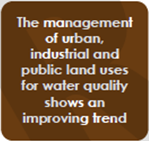 The management
of urban,
industrial and
public land uses
for water quality
shows an
improving trend